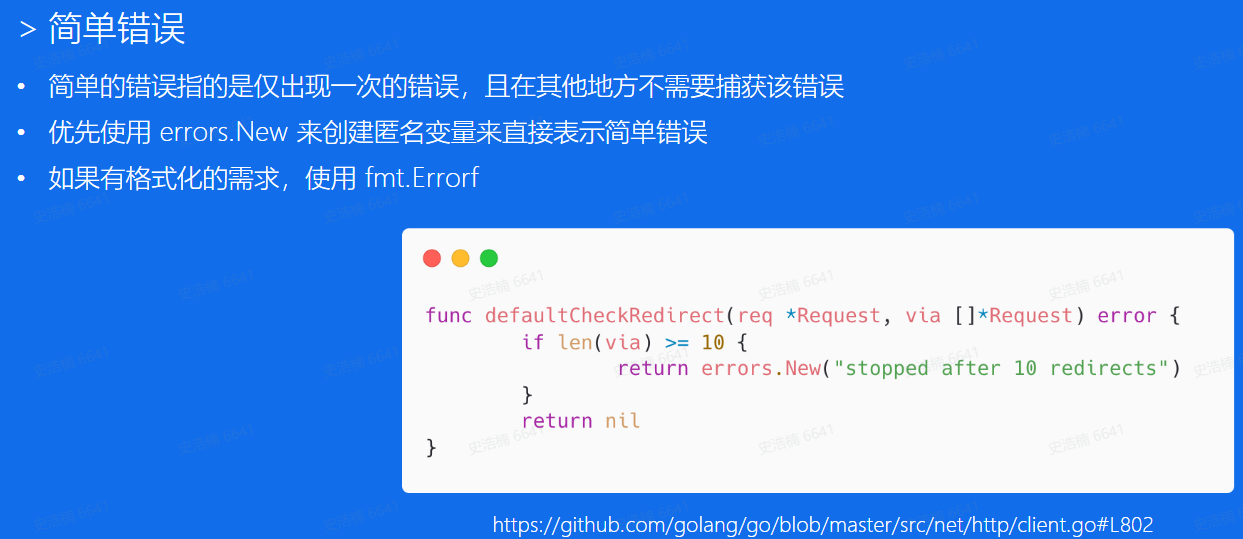 > 简单错误
• 简单的错误指的是仅出现一次的错误，且在其他地方不需要捕获该错误
• 优先使用 errors.New 来创建匿名变量来直接表示简单错误
• 如果有格式化的需求，使用 fmt.Errorf
func defaultCheckRedirect(req *Request, via []*Request) error {
        if len(via) >= 10 {
                return errors.New("stopped after 10 redirects")
        }
        return nil
}
https://github.com/golang/go/blob/master/src/net/http/client.go#L802
史浩楠 6641